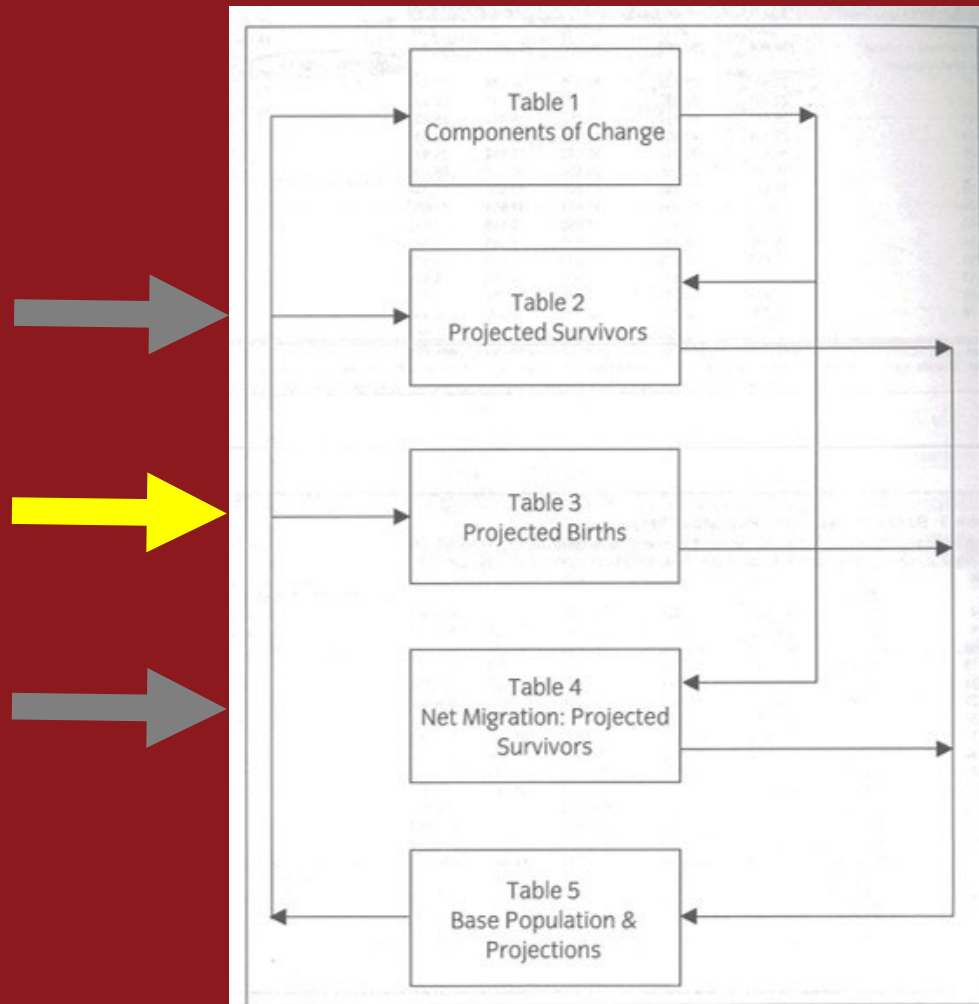 Table 1
Components of Change
Table 2
Projected Survivors
Table 3
Projected Births
Table 4
Net Migration: Projected
Survivors
Table 5
Base Population &
Projections